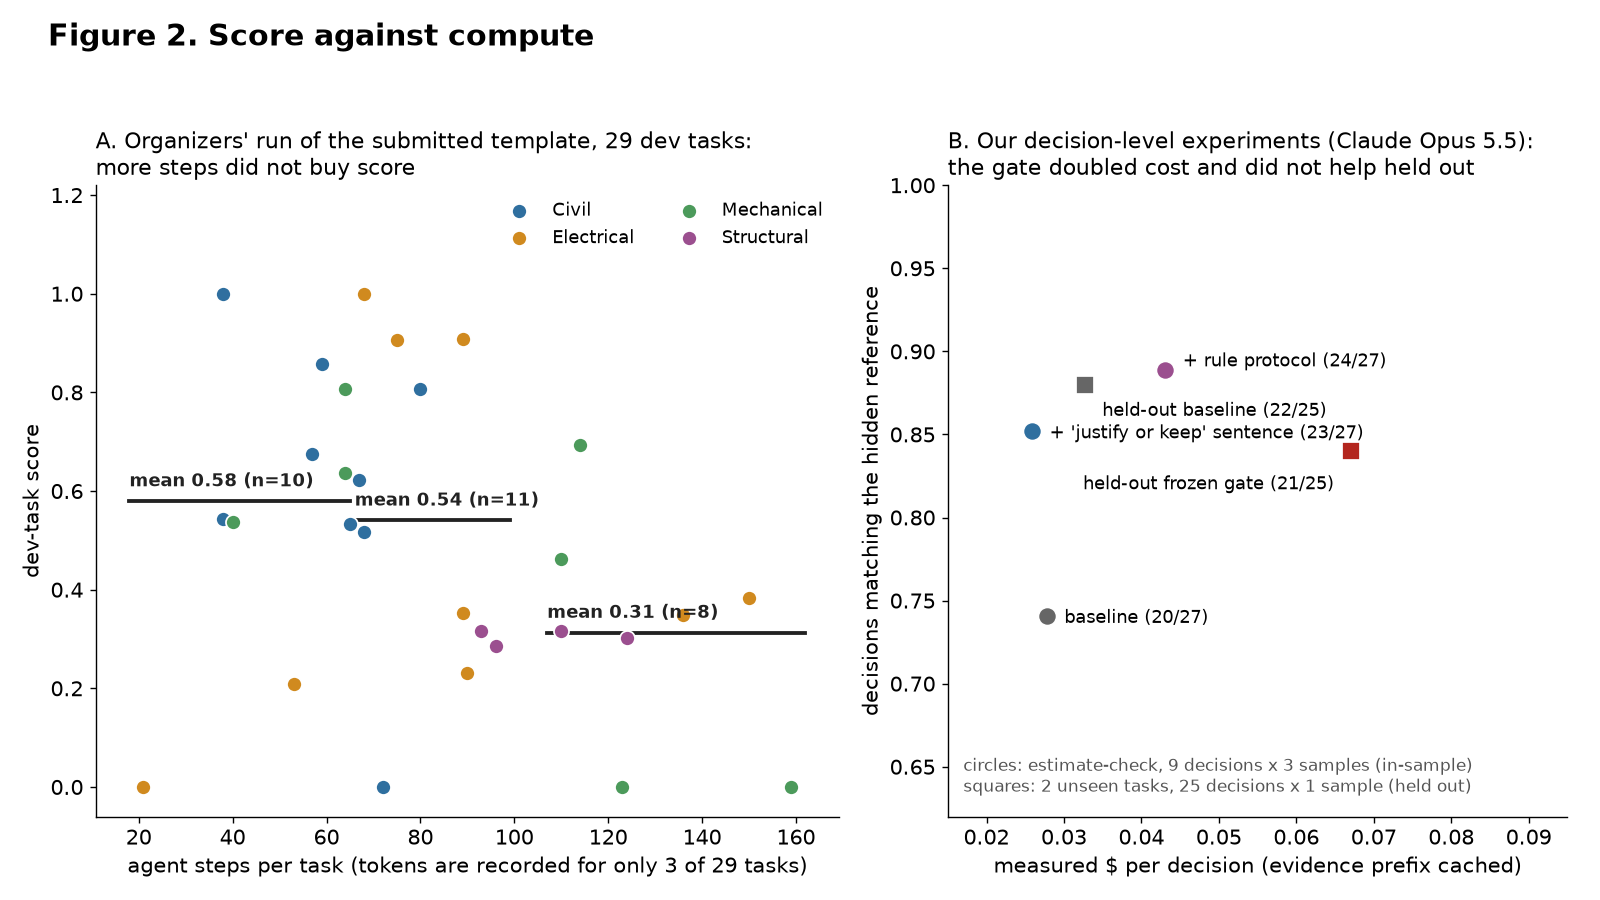 Figure 2. Score against compute
A. Organizers' run of the submitted template, 29 dev tasks:
more steps did not buy score
1.2
1.0
0.8
0.6
0.4
0.2
0.0
dev-task score
Civil
Electrical
Mechanical
Structural
mean 0.58 (n=10)
mean 0.54 (n=11)
mean 0.31 (n=8)
20
40
60
80
100
120
140
160
agent steps per task (tokens are recorded for only 3 of 29 tasks)
B. Our decision-level experiments (Claude Opus 5.5):
the gate doubled cost and did not help held out
1.00
0.95
0.90
0.85
0.80
0.75
0.70
0.65
decisions matching the hidden reference
+ rule protocol (24/27)
held-out baseline (22/25)
+ 'justify or keep' sentence (23/27)
held-out frozen gate (21/25)
baseline (20/27)
circles: estimate-check, 9 decisions x 3 samples (in-sample)
squares: 2 unseen tasks, 25 decisions x 1 sample (held out)
0.02
0.03
0.04
0.05
0.06
0.07
0.08
0.09
measured $ per decision (evidence prefix cached)